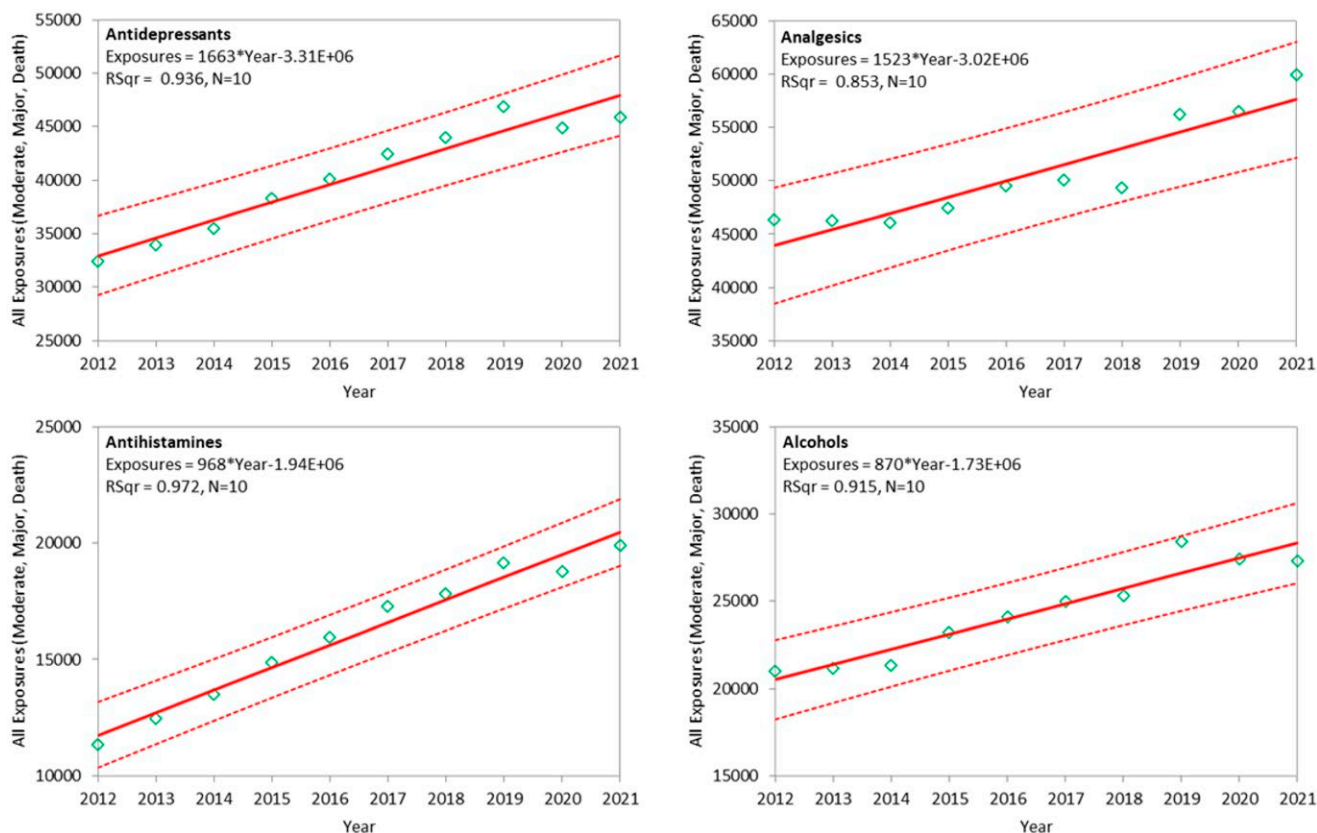 Antidepressants
Exposures = 1663*Year-3.31E+06
RSqr = 0.936, N=10
All Exposures (Moderate, Major, Death)
55000
50000
45000
40000
35000
30000
25000
2012 2013 2014 2015 2016 2017 2018 2019 2020 2021
Year
Analgesics
Exposures = 1523*Year-3.02E+06
RSqr = 0.853, N=10
All Exposures (Moderate, Major, Death)
65000
60000
55000
50000
45000
40000
35000
2012 2013 2014 2015 2016 2017 2018 2019 2020 2021
Year
Antihistamines
Exposures = 968*Year-1.94E+06
RSqr = 0.972, N=10
All Exposures (Moderate, Major, Death)
25000
20000
15000
10000
2012 2013 2014 2015 2016 2017 2018 2019 2020 2021
Year
Alcohols
Exposures = 870*Year-1.73E+06
RSqr = 0.915, N=10
All Exposures (Moderate, Major, Death)
35000
30000
25000
20000
15000
2012 2013 2014 2015 2016 2017 2018 2019 2020 2021
Year